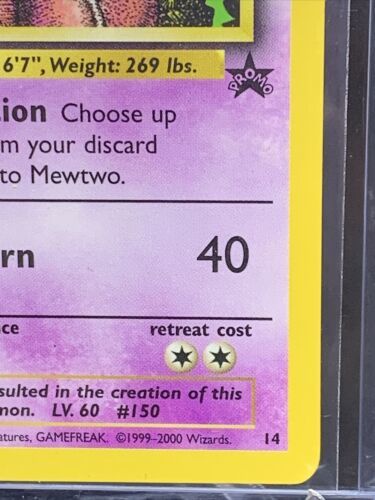 6'7", Weight: 269 lbs.
PROMO
tion Choose up
m your discard
to Mewtwo.
rn 40
ce retreat cost
sulted in the creation of this
mon. LV. 60 #150
atures, GAMEFREAK. ©1999-2000 Wizards. 14